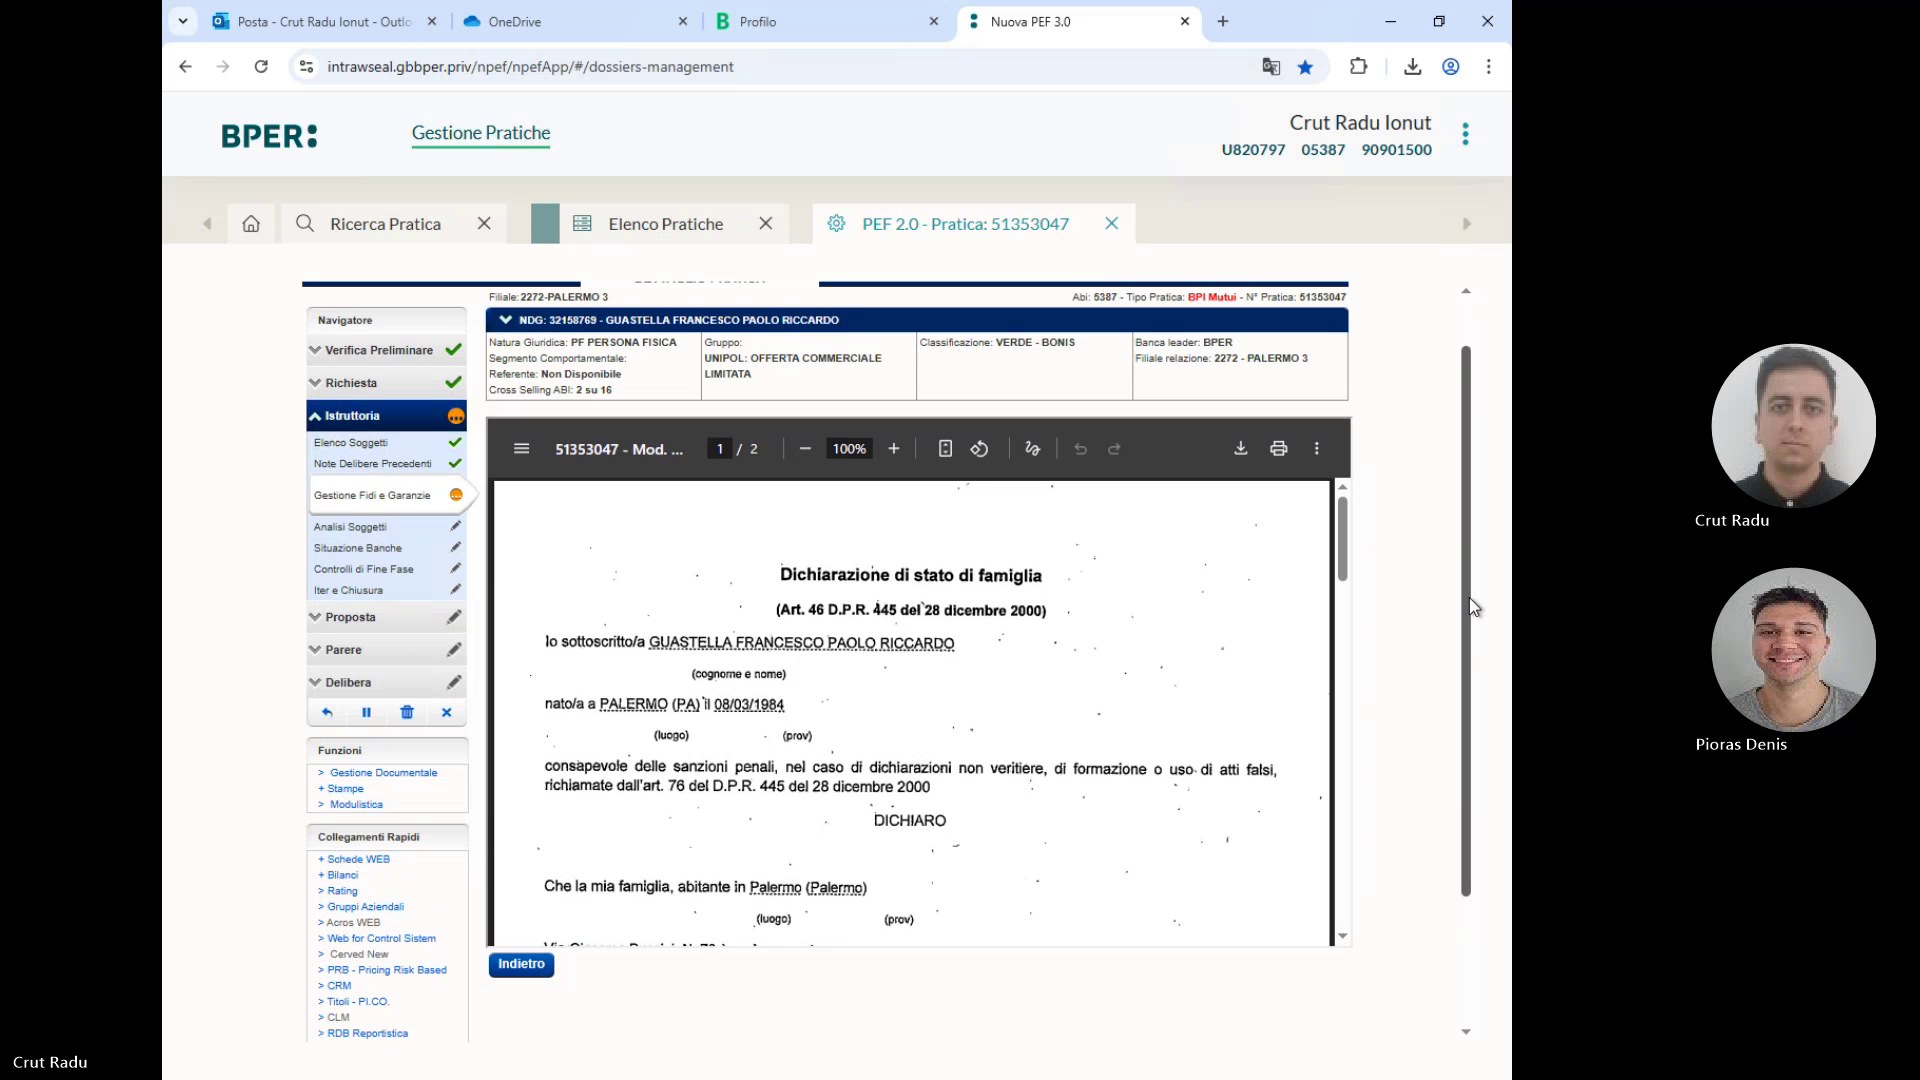 Posta - Crut Radu Ionut - Outlo
OneDrive
Profilo
Nuova PEF 3.0
intrawseal.gbbper.priv/npef/npefApp/#/dossiers-management
BPER:
Gestione Pratiche
Crut Radu Ionut
U820797 05387 90901500
Ricerca Pratica
Elenco Pratiche
PEF 2.0 - Pratica: 51353047
Filiale: 2272-PALERMO 3
Abi: 5387 - Tipo Pratica: BPI Mutui - N° Pratica: 51353047
Navigatore
Verifica Preliminare
Richiesta
Istruttoria
Elenco Soggetti
Note Delibere Precedenti
Gestione Fidi e Garanzie
Analisi Soggetti
Situazione Banche
Controlli di Fine Fase
Iter e Chiusura
Proposta
Parere
Delibera
Funzioni
> Gestione Documentale
+ Stampe
> Modulistica
Collegamenti Rapidi
+ Schede WEB
+ Bilanci
> Rating
> Gruppi Aziendali
> Acros WEB
> Web for Control Sistem
> Cerved New
> PRB - Pricing Risk Based
> CRM
> Titoli - PI.CO.
> CLM
> RDB Reportistica
NDG: 32158769 - GUASTELLA FRANCESCO PAOLO RICCARDO
Natura Giuridica: PF PERSONA FISICA
Segmento Comportamentale:
Referente: Non Disponibile
Cross Selling ABI: 2 su 16
Gruppo:
UNIPOL: OFFERTA COMMERCIALE
LIMITATA
Classificazione: VERDE - BONIS
Banca leader: BPER
Filiale relazione: 2272 - PALERMO 3
51353047 - Mod. ...
1 / 2
100%
Dichiarazione di stato di famiglia
(Art. 46 D.P.R. 445 del 28 dicembre 2000)
Io sottoscritto/a GUASTELLA FRANCESCO PAOLO RICCARDO
(cognome e nome)
nato/a a PALERMO (PA) il 08/03/1984
(luogo) (prov)
consapevole delle sanzioni penali, nel caso di dichiarazioni non veritiere, di formazione o uso di atti falsi,
richiamate dall'art. 76 del D.P.R. 445 del 28 dicembre 2000
DICHIARO
Che la mia famiglia, abitante in Palermo (Palermo)
(luogo) (prov)
Indietro
Crut Radu
Pioras Denis
Crut Radu